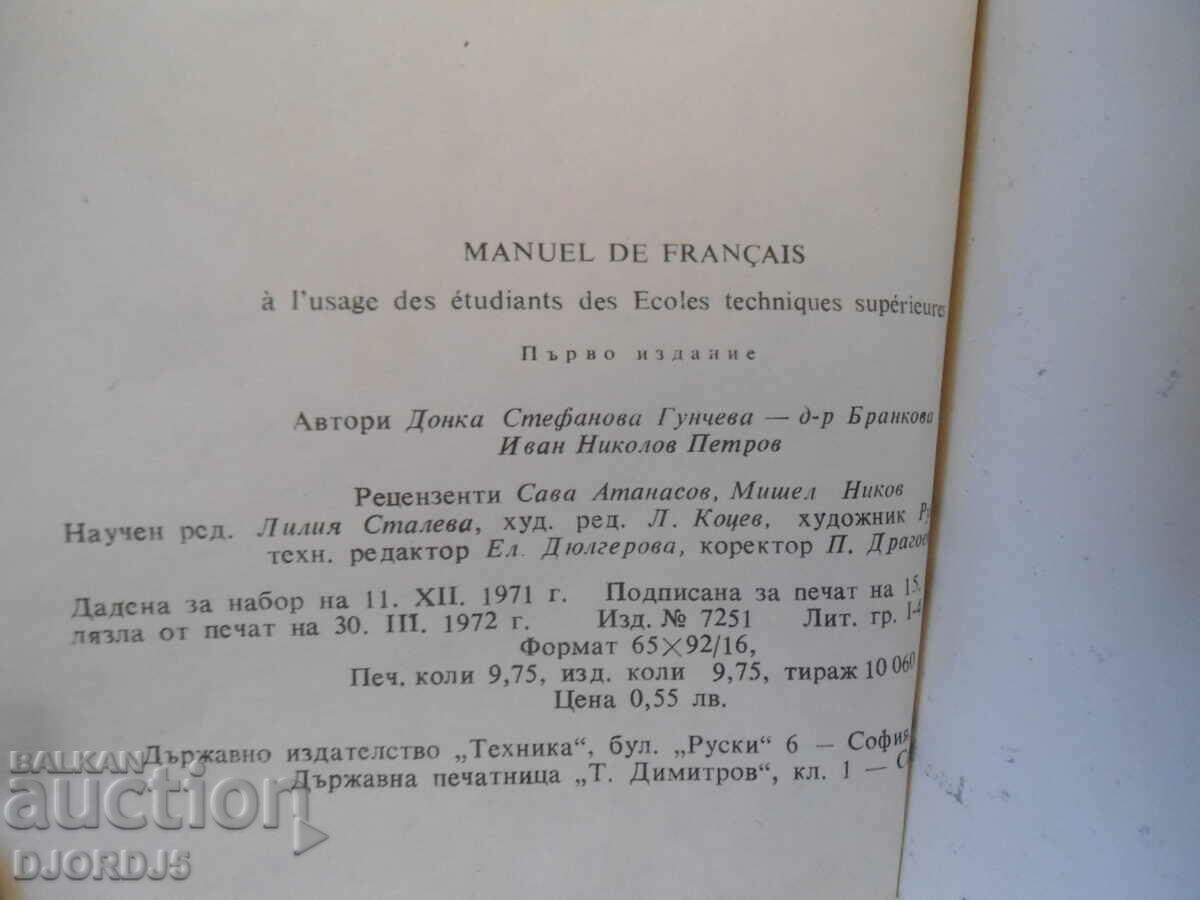 MANUEL DE FRANÇAIS
à l'usage des étudiants des Ecoles techniques supérieures
Първо издание
Автори Донка Стефанова Гунчева — д-р Бранкова
Иван Николов Петров
Рецензенти Сава Атанасов, Мишел Ников
Научен ред. Лилия Сталева, худ. ред. Л. Коцев, художник
техн. редактор Ел. Дюлгерова, коректор П.
Дадена за набор на 11. XII. 1971 г. Подписана за печат на 15.
лязла от печат на 30. III. 1972 г. Изд. № 7251 Лит. гр. I-4
Формат 65×92/16,
Печ. коли 9,75, изд. коли 9,75, тираж 10 060
Цена 0,55 лв.
Държавно издателство „Техника“, бул. „Руски“ 6 — София
Държавна печатница „Т. Димитров“, кл. 1 —
BALKAN
auction
DJORDJ5